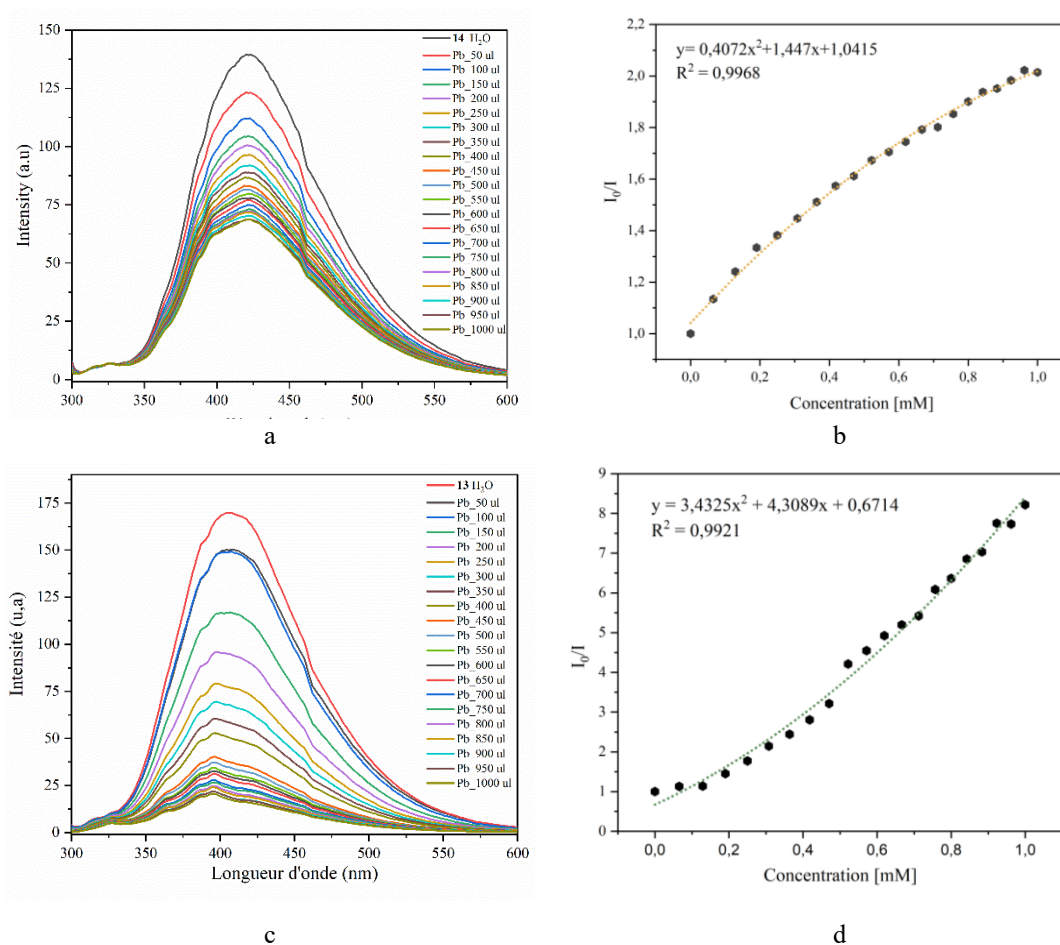 150
125
100
75
50
25
0
Intensity (a.u)
14 H₂O
Pb_50 ul
Pb_100 ul
Pb_150 ul
Pb_200 ul
Pb_250 ul
Pb_300 ul
Pb_350 ul
Pb_400 ul
Pb_450 ul
Pb_500 ul
Pb_550 ul
Pb_600 ul
Pb_650 ul
Pb_700 ul
Pb_750 ul
Pb_800 ul
Pb_850 ul
Pb_900 ul
Pb_950 ul
Pb_1000 ul
300 350 400 450 500 550 600
a
2,2
2,0
1,8
1,6
1,4
1,2
1,0
I₀/I
y= 0,4072x²+1,447x+1,0415
R² = 0,9968
0,0 0,2 0,4 0,6 0,8 1,0
Concentration [mM]
b
175
150
125
100
75
50
25
0
Intensité (u.a)
13 H₂O
Pb_50 ul
Pb_100 ul
Pb_150 ul
Pb_200 ul
Pb_250 ul
Pb_300 ul
Pb_350 ul
Pb_400 ul
Pb_450 ul
Pb_500 ul
Pb_550 ul
Pb_600 ul
Pb_650 ul
Pb_700 ul
Pb_750 ul
Pb_800 ul
Pb_850 ul
Pb_900 ul
Pb_950 ul
Pb_1000 ul
300 350 400 450 500 550 600
Longueur d'onde (nm)
c
9
8
7
6
5
4
3
2
1
0
I₀/I
y = 3,4325x² + 4,3089x + 0,6714
R² = 0,9921
0,0 0,2 0,4 0,6 0,8 1,0
Concentration [mM]
d